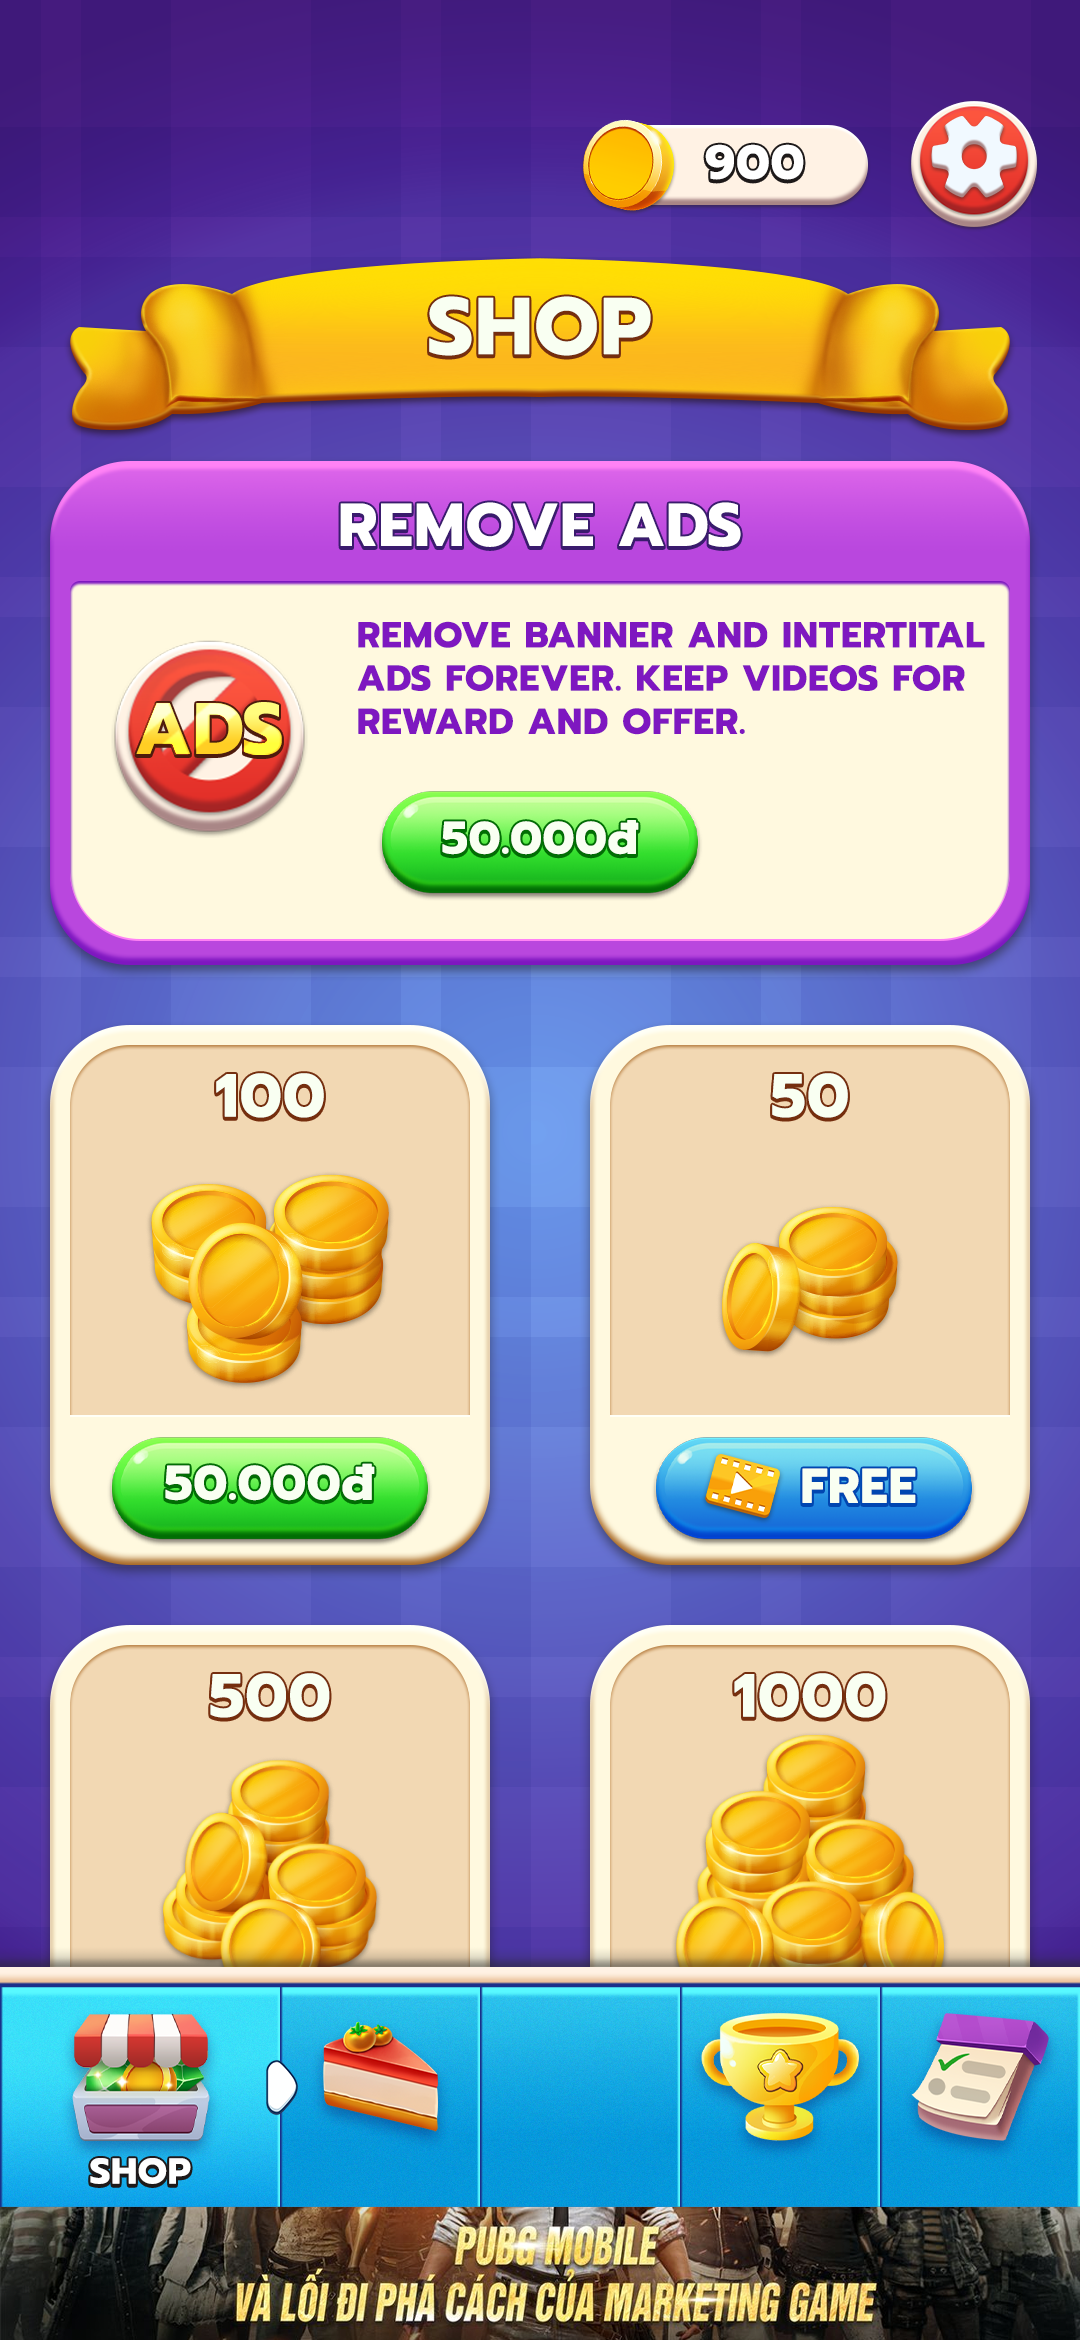 900
SHOP
REMOVE ADS
REMOVE BANNER AND INTERTITAL
ADS FOREVER. KEEP VIDEOS FOR
REWARD AND OFFER.
ADS
50.000đ
100
50
50.000đ
FREE
500
1000
SHOP
PUBG MOBILE
VÀ LỐI ĐI PHÁ CÁCH CỦA MARKETING GAME